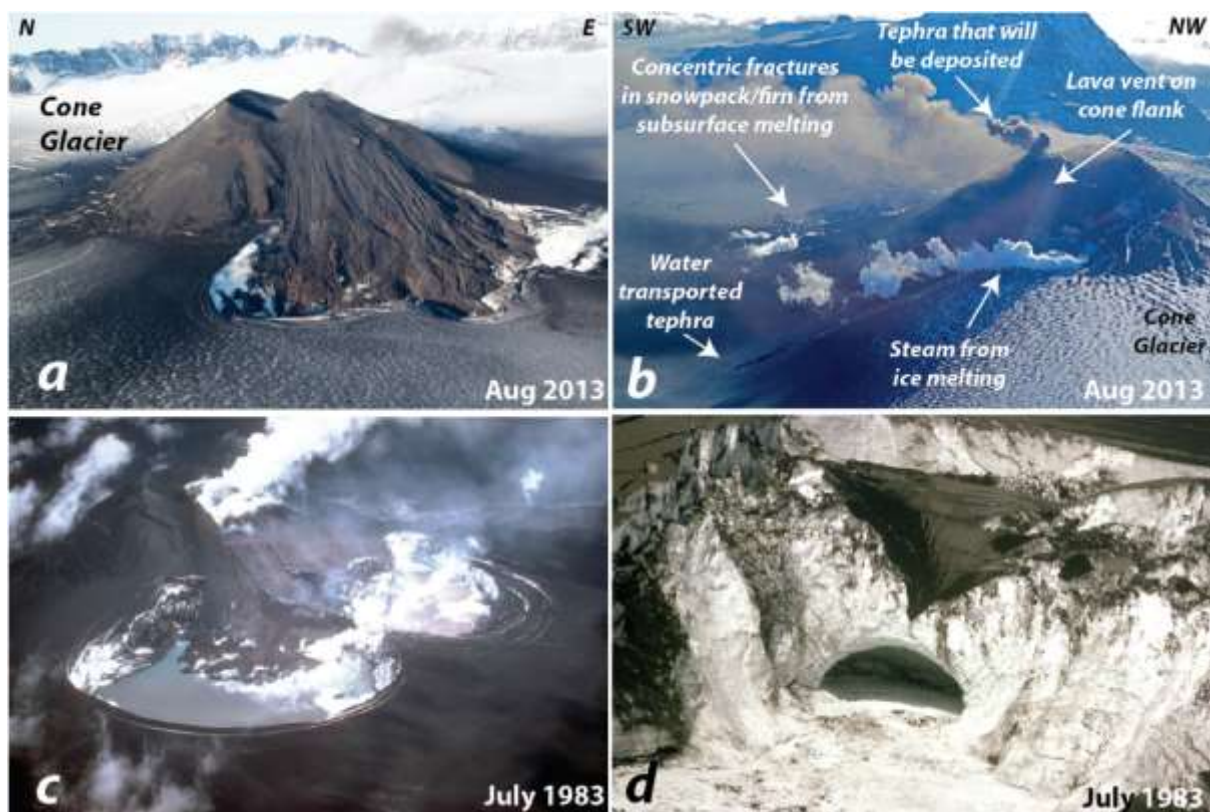 N
E
Cone
Glacier
a
Aug 2013
SW
NW
Tephra that will
be deposited
Concentric fractures
in snowpack/firn from
subsurface melting
Lava vent on
cone flank
Water
transported
tephra
Steam from
ice melting
Cone
Glacier
b
Aug 2013
c
July 1983
d
July 1983